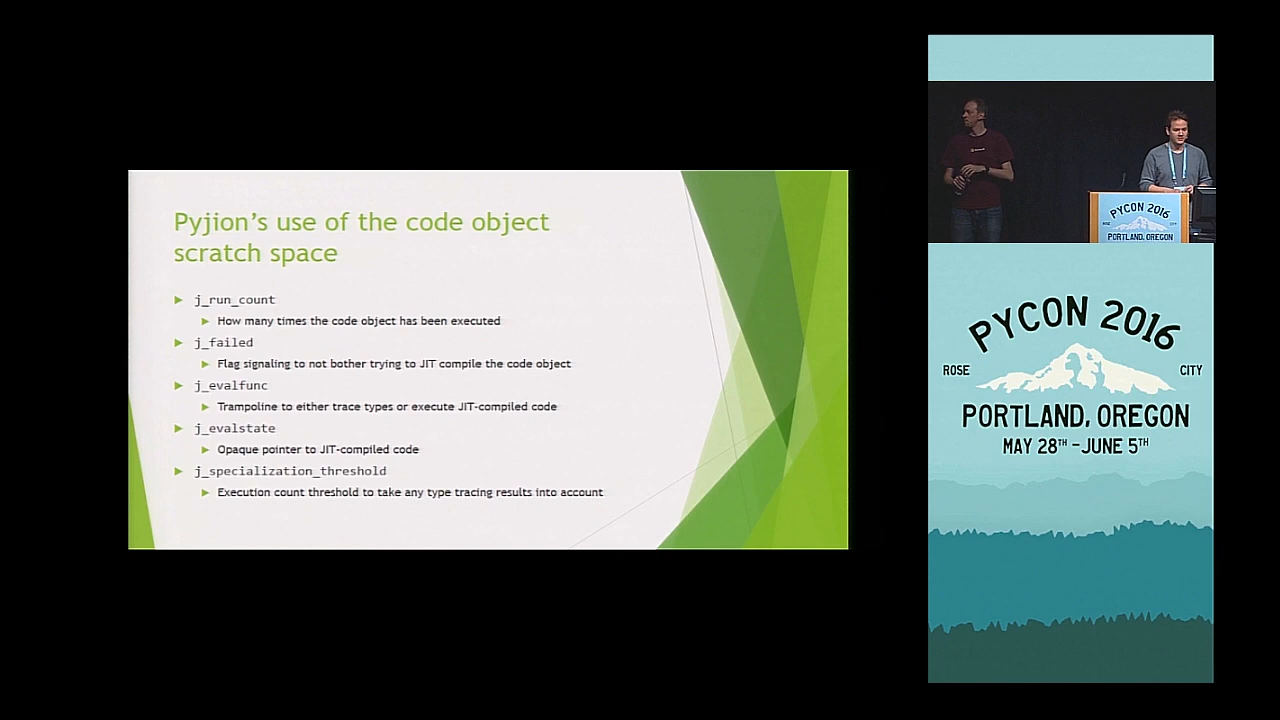 Pyjion's use of the code object
scratch space
j_run_count
How many times the code object has been executed
j_failed
Flag signaling to not bother trying to JIT compile the code object
j_evalfunc
Trampoline to either trace types or execute JIT-compiled code
j_evalstate
Opaque pointer to JIT-compiled code
j_specialization_threshold
Execution count threshold to take any type tracing results into account
PYCON 2016
PORTLAND, OREGON
PYCON 2016
ROSE CITY
PORTLAND, OREGON
MAY 28TH - JUNE 5TH